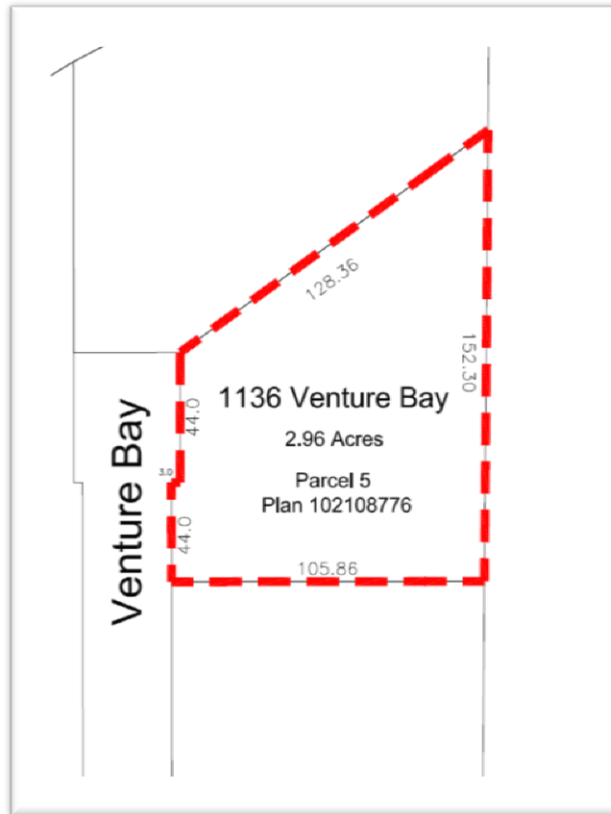 128.36
152.30
1136 Venture Bay
2.96 Acres
Parcel 5
Plan 102108776
44.0
3.0
44.0
105.86
Venture Bay